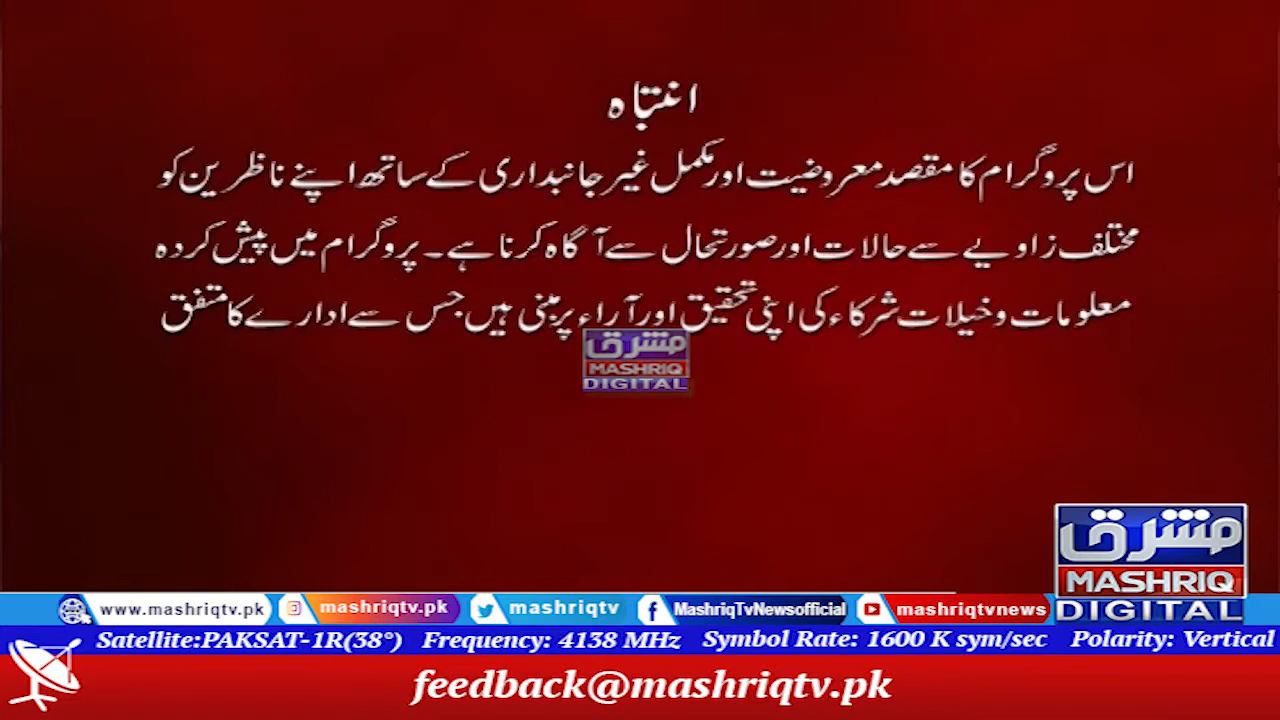 انتباہ
اس پروگرام کا مقصد معروضیت اور مکمل غیر جانبداری کے ساتھ اپنے ناظرین کو
مختلف زاویے سے حالات اور صورتحال سے آگاہ کرنا ہے۔ پروگرام میں پیش کردہ
معلومات و خیلات شرکاء کی اپنی تحقیق اور آراء پر مبنی ہیں جس سے ادارے کا متفق
مشرق
MASHRIQ
DIGITAL
مشرق
MASHRIQ
DIGITAL
www.mashriqtv.pk mashriqtv.pk mashriqtv MashriqTvNewsofficial mashriqtvnews
Satellite:PAKSAT-1R(38°) Frequency: 4138 MHz Symbol Rate: 1600 K sym/sec Polarity: Vertical
feedback@mashriqtv.pk